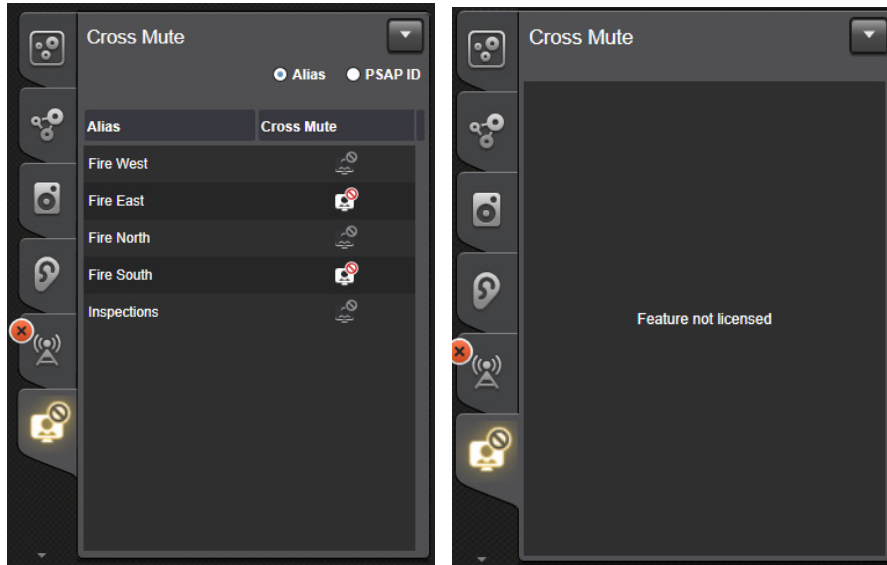 Cross Mute
Alias PSAP ID
Alias Cross Mute
Fire West
Fire East
Fire North
Fire South
Inspections
Cross Mute
Feature not licensed